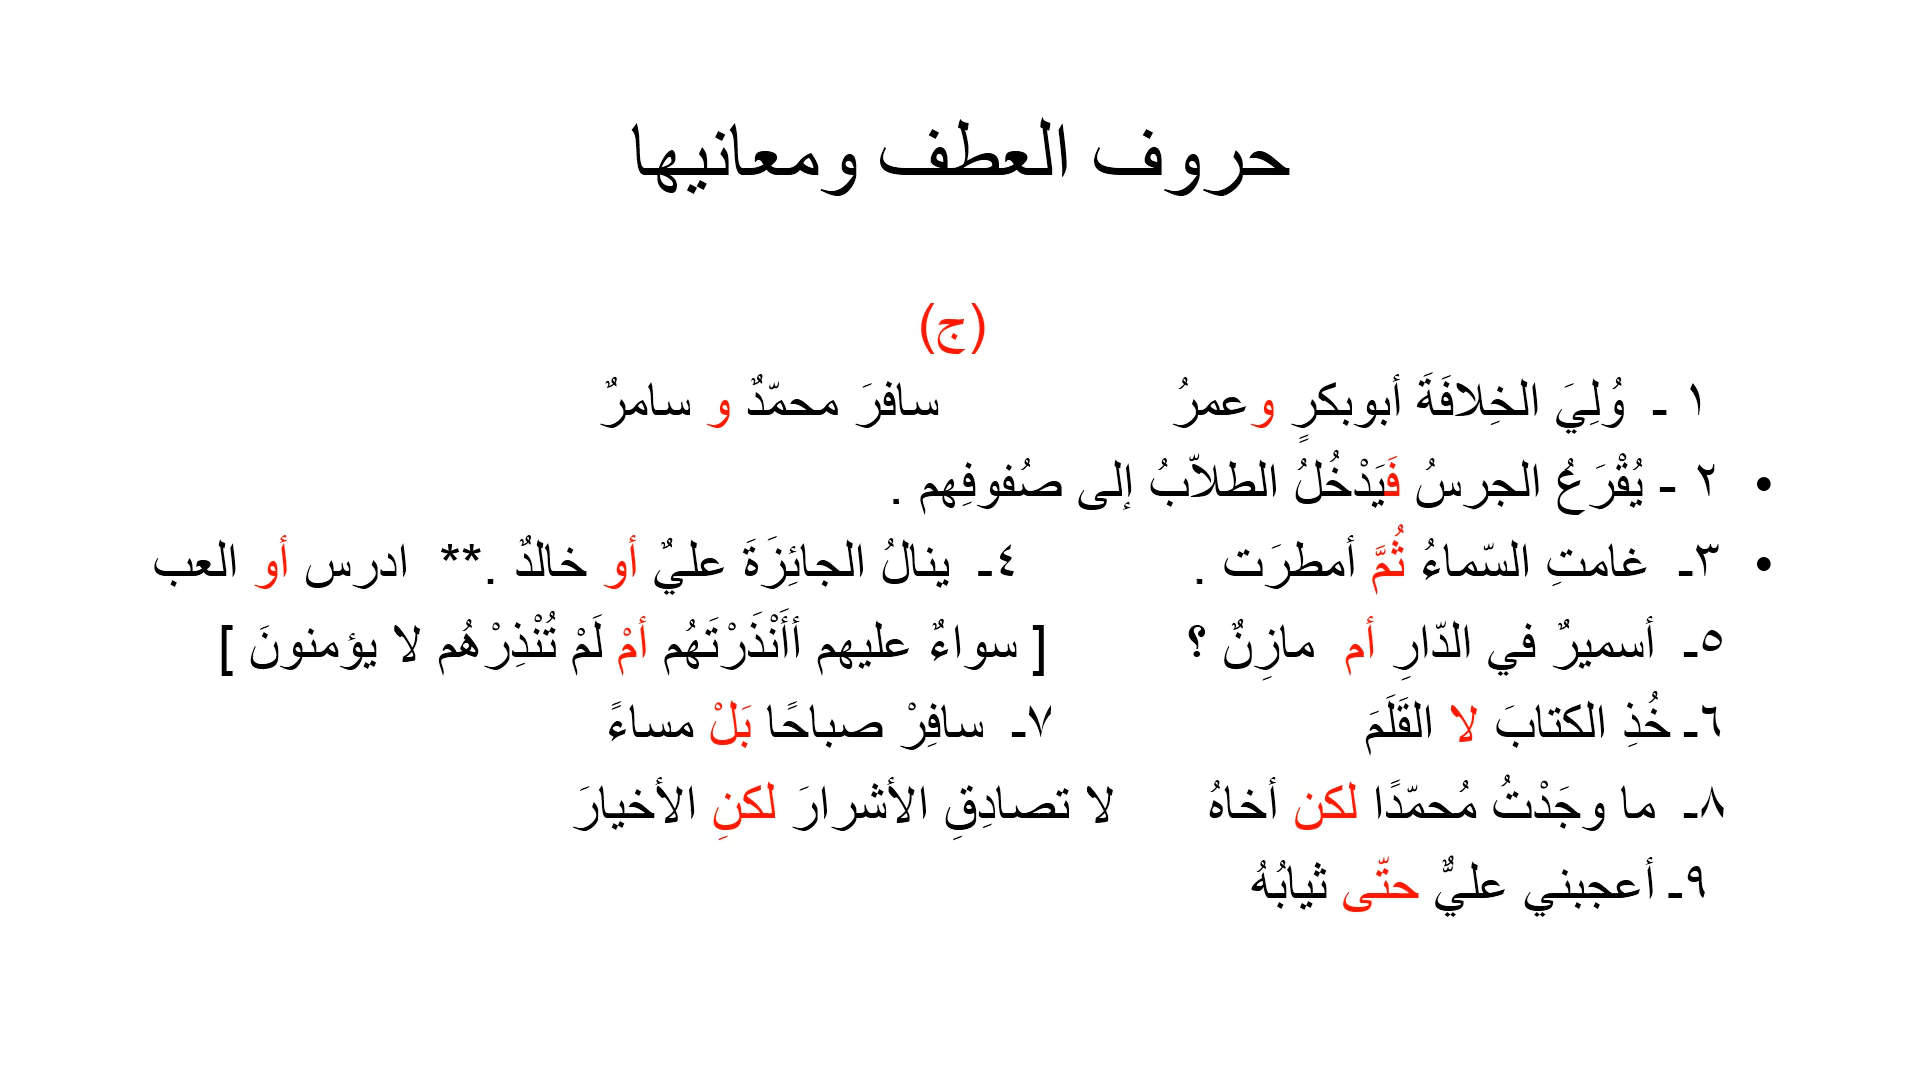 حروف العطف ومعانيها
(ج)
١ ـ وُلِيَ الخِلافَةَ أبوبكرٍ وعمرُ سافرَ محمّدٌ و سامرٌ
• ٢ - يُقْرَعُ الجرسُ فَيَدْخُلُ الطلاّبُ إلى صُفوفِهم .
• ٣ـ غامتِ السّماءُ ثُمَّ أمطرَت . ٤ـ ينالُ الجائِزَةَ عليٌ أو خالدٌ .** ادرس أو العب
٥ـ أسميرٌ في الدّارِ أم مازِنٌ ؟ [ سواءٌ عليهم أأَنْذَرْتَهُم أمْ لَمْ تُنْذِرْهُم لا يؤمنونَ ]
٦ـ خُذِ الكتابَ لا القَلَمَ ٧ـ سافِرْ صباحًا بَلْ مساءً
٨ـ ما وجَدْتُ مُحمّدًا لكن أخاهُ لا تصادِقِ الأشرارَ لكنِ الأخيارَ
٩ـ أعجبني عليٌّ حتّى ثيابُهُ